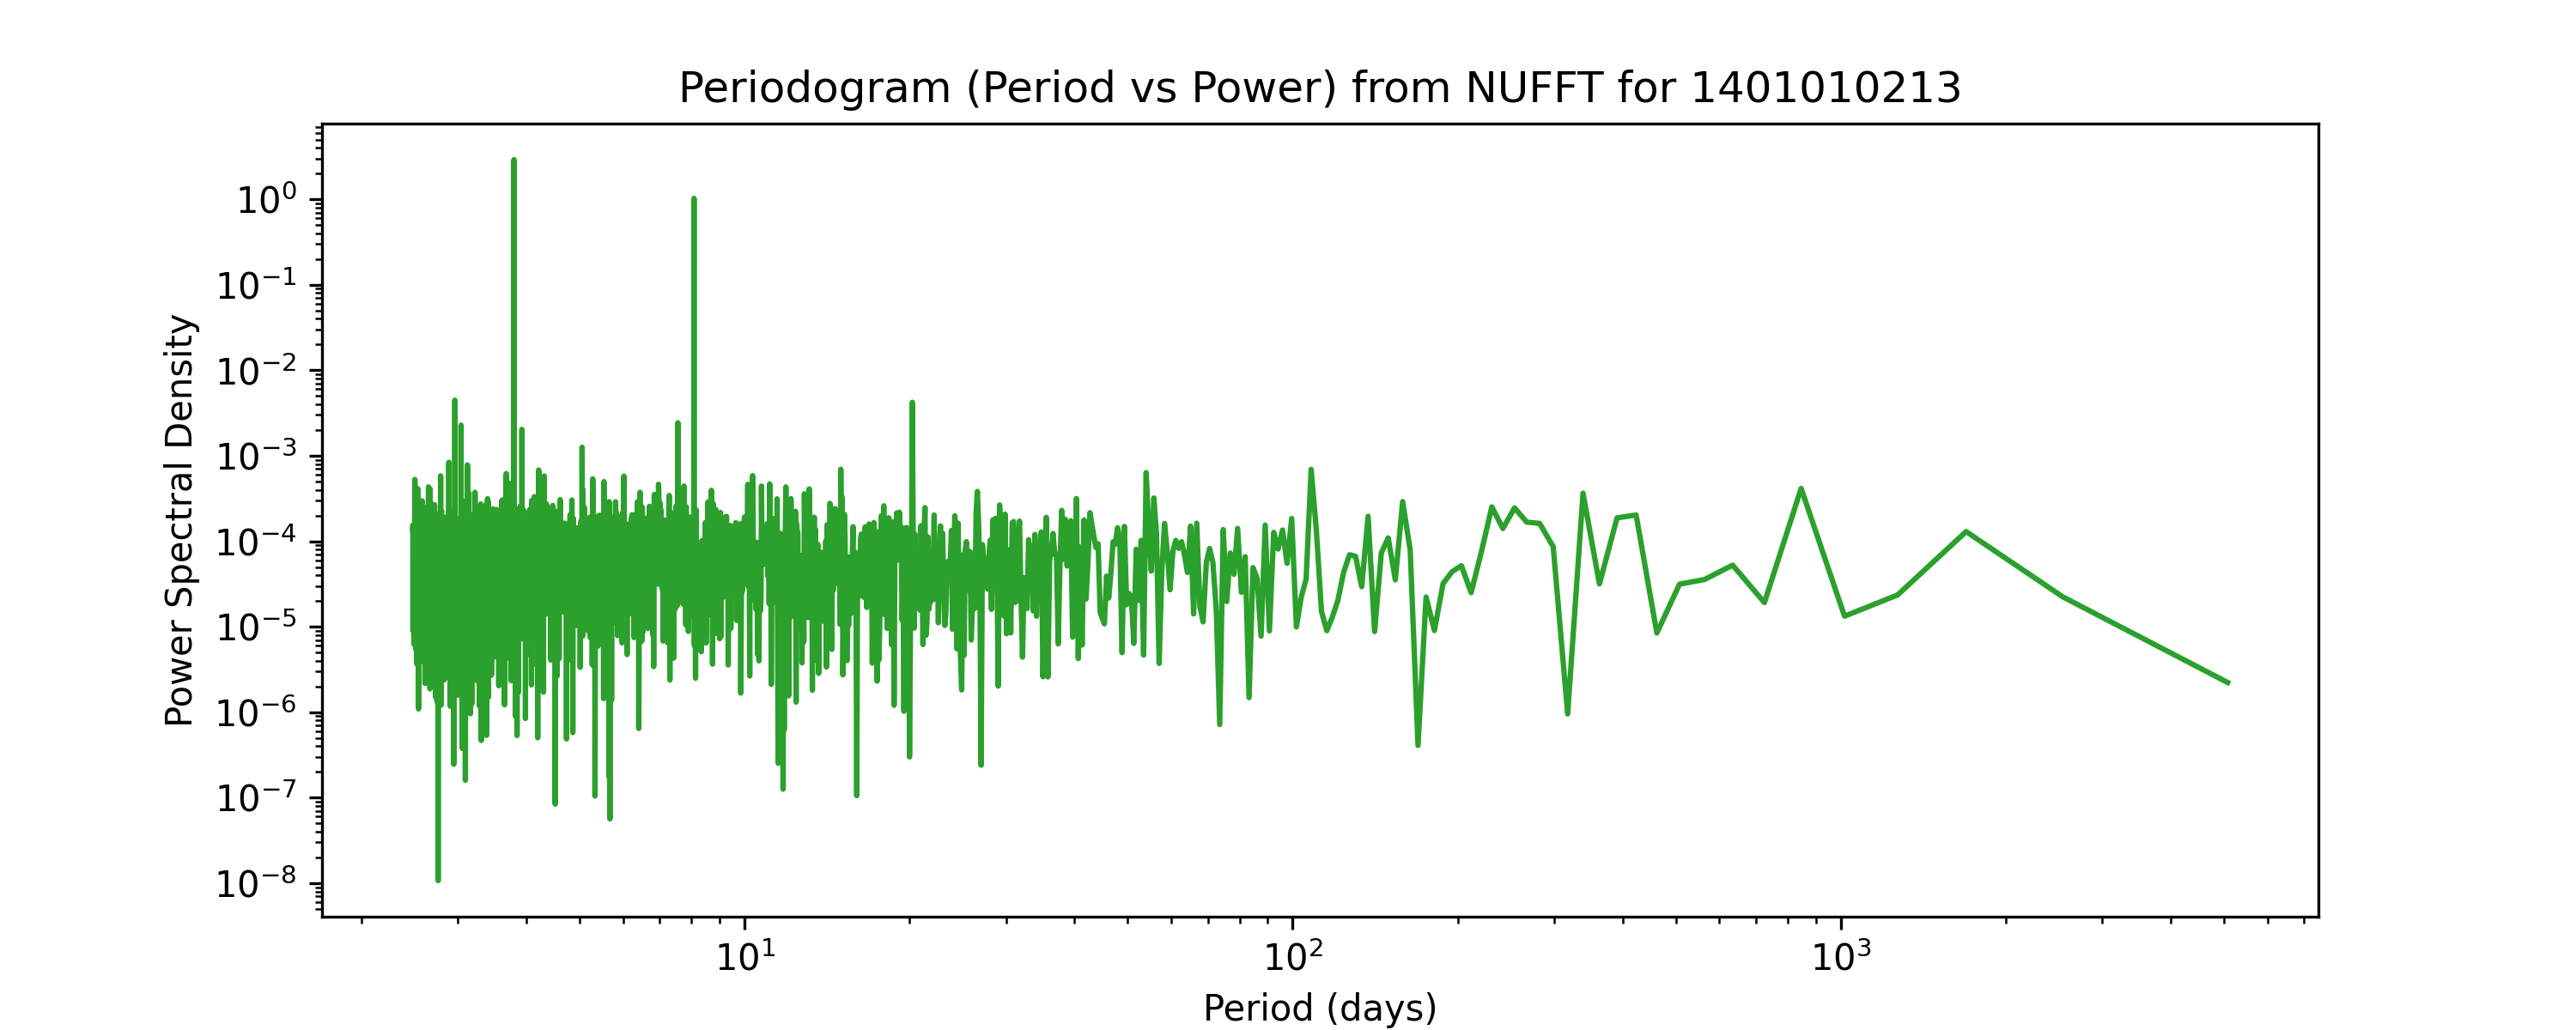 Periodogram (Period vs Power) from NUFFT for 1401010213
Power Spectral Density
10⁰
10⁻¹
10⁻²
10⁻³
10⁻⁴
10⁻⁵
10⁻⁶
10⁻⁷
10⁻⁸
10¹ 10² 10³
Period (days)